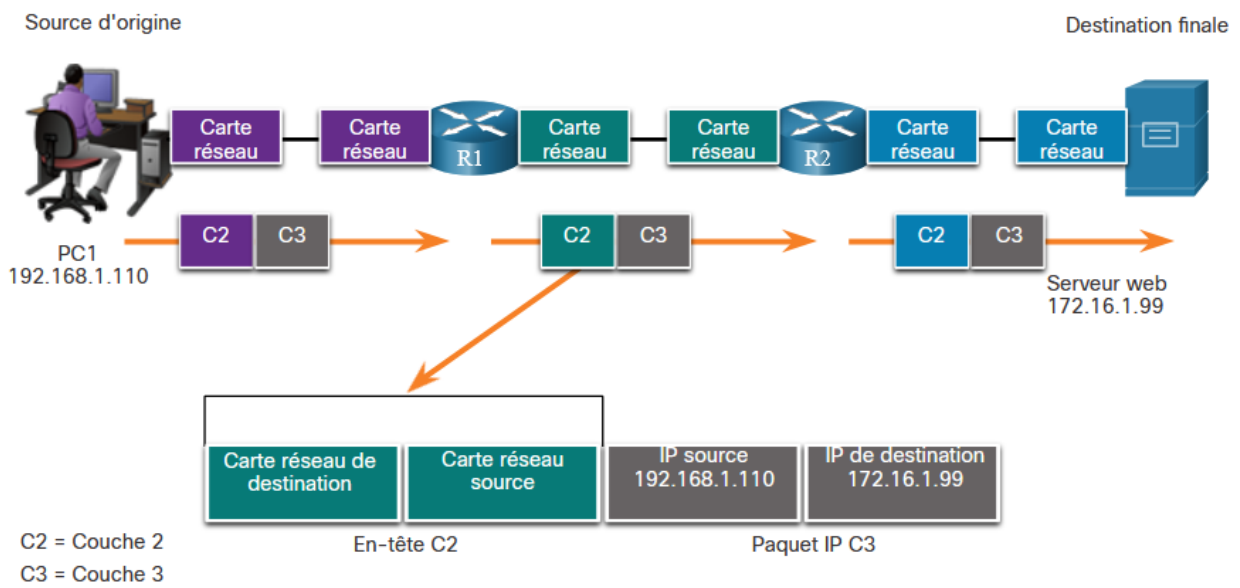 Source d'origine
Destination finale
Carte réseau
Carte réseau
R1
Carte réseau
Carte réseau
R2
Carte réseau
Carte réseau
PC1
192.168.1.110
C2 C3
C2 C3
C2 C3
Serveur web
172.16.1.99
Carte réseau de
destination
Carte réseau
source
IP source
192.168.1.110
IP de destination
172.16.1.99
En-tête C2
Paquet IP C3
C2 = Couche 2
C3 = Couche 3